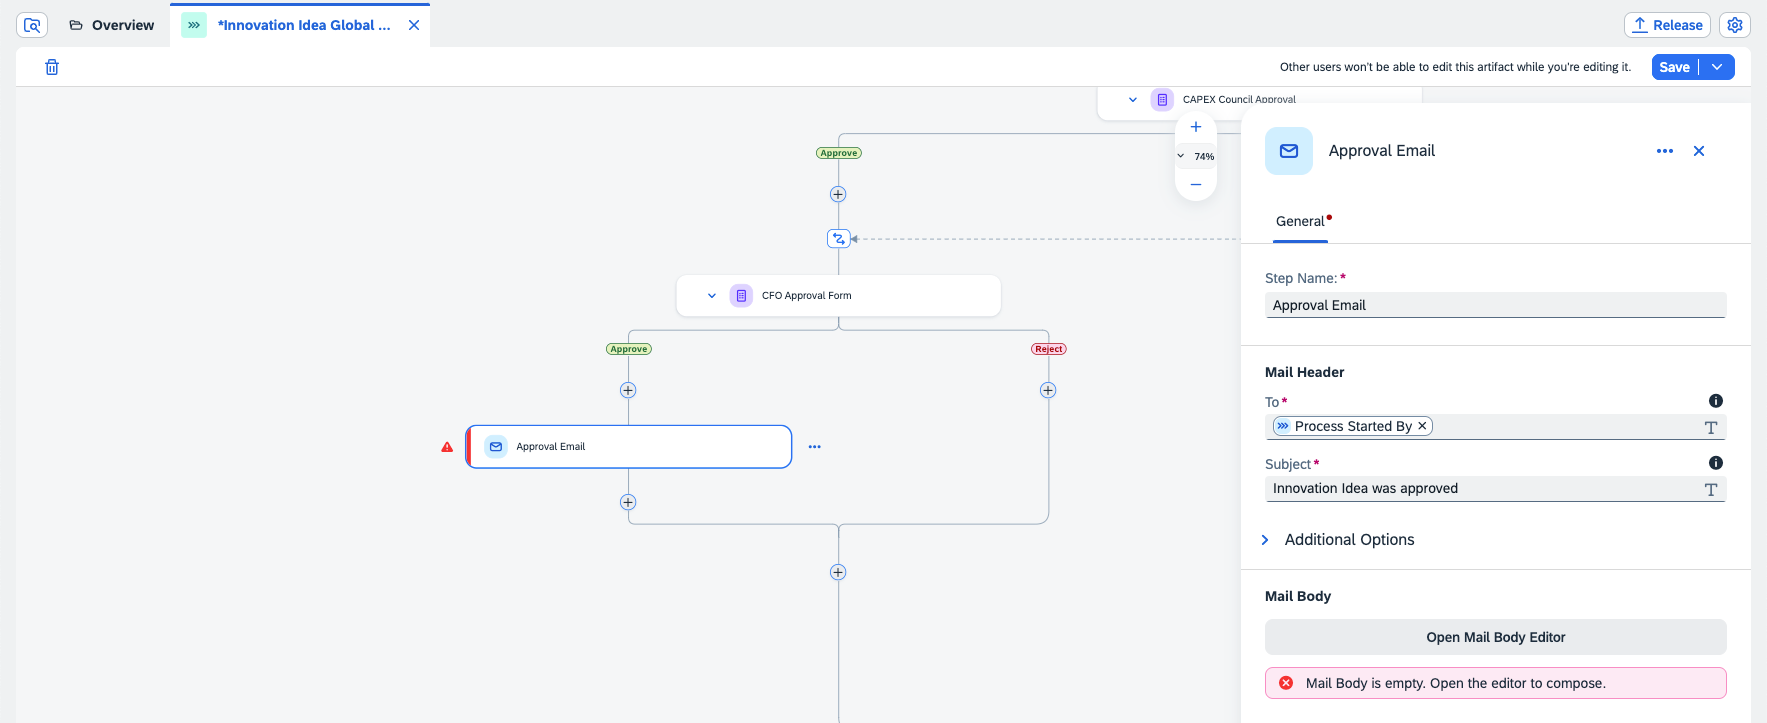 Overview
*Innovation Idea Global ...
Release
Other users won't be able to edit this artifact while you're editing it.
Save
CAPEX Council Approval
74%
Approve
CFO Approval Form
Approve
Reject
Approval Email
Approval Email
General
Step Name:*
Approval Email
Mail Header
To*
Process Started By
Subject*
Innovation Idea was approved
Additional Options
Mail Body
Open Mail Body Editor
Mail Body is empty. Open the editor to compose.